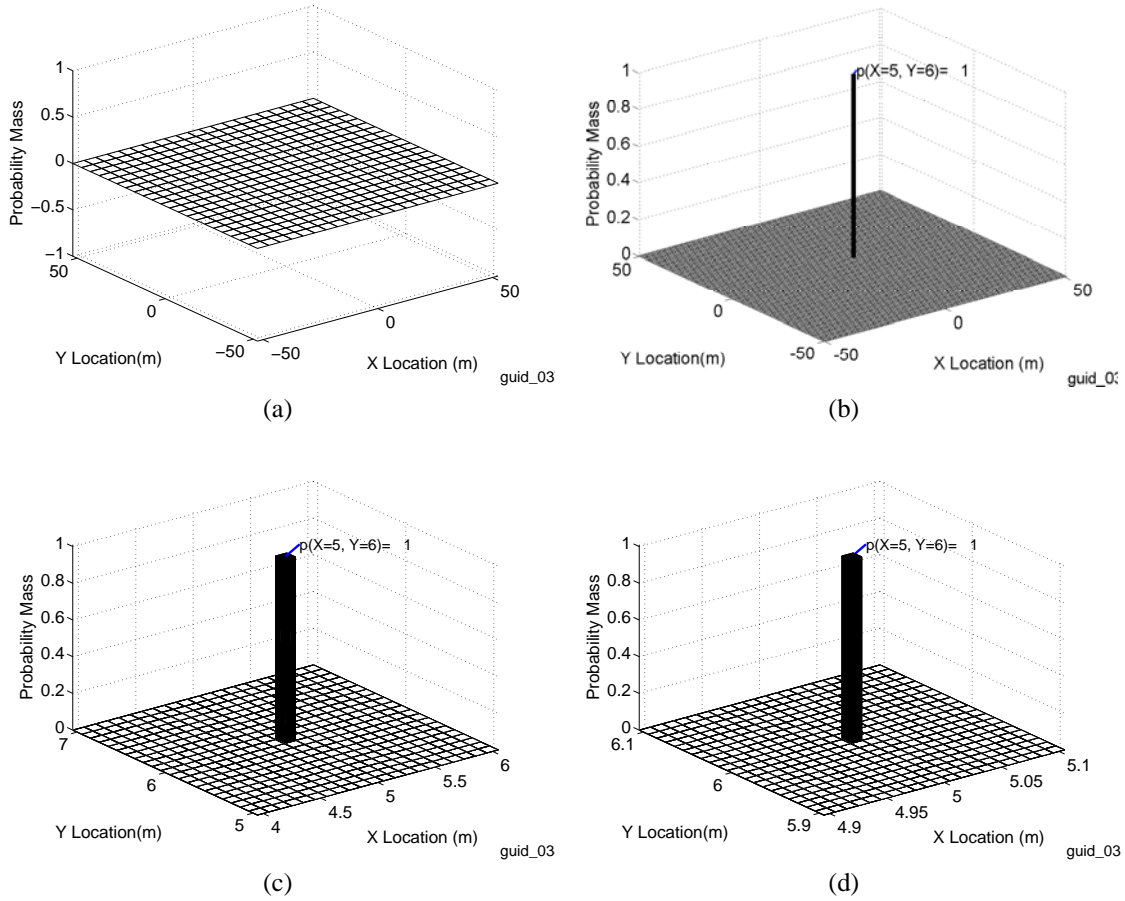 1
0.5
0
−0.5
−1
Probability Mass
50
0
−50
Y Location(m)
−50
0
50
X Location (m)
guid_03
(a)
p(X=5, Y=6)= 1
1
0.8
0.6
0.4
0.2
0
Probability Mass
50
0
-50
Y Location(m)
-50
0
50
X Location (m)
guid_03
(b)
p(X=5, Y=6)= 1
1
0.8
0.6
0.4
0.2
0
Probability Mass
7
6
5
Y Location(m)
4
4.5
5
5.5
6
X Location (m)
guid_03
(c)
p(X=5, Y=6)= 1
1
0.8
0.6
0.4
0.2
0
Probability Mass
6.1
6
5.9
Y Location(m)
4.9
4.95
5
5.05
5.1
X Location (m)
guid_03
(d)